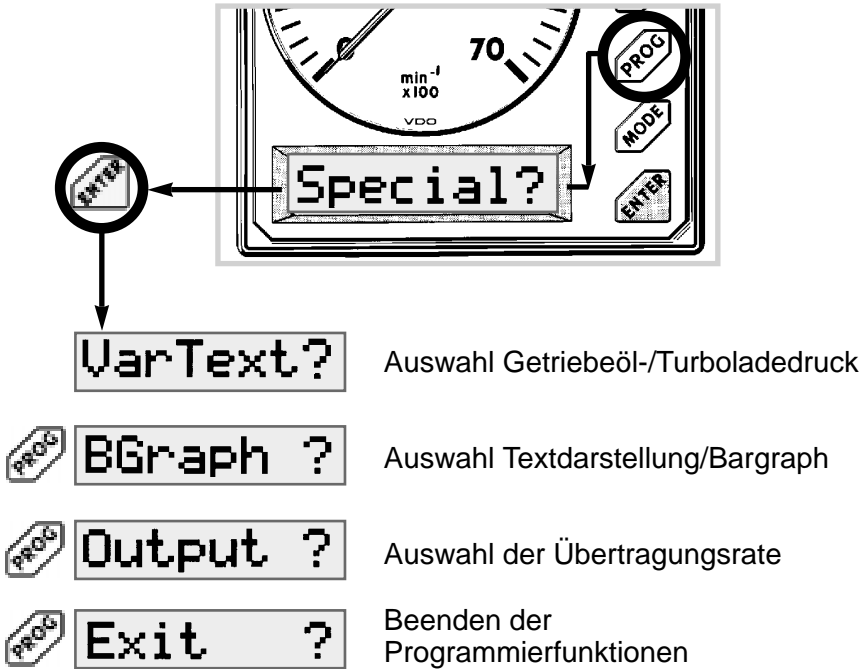 0
70
PROG
min⁻¹
x100
VDO
MODE
ENTER
Special?
ENTER
VarText?
Auswahl Getriebeöl-/Turboladedruck
PROG
BGraph ?
Auswahl Textdarstellung/Bargraph
PROG
Output ?
Auswahl der Übertragungsrate
PROG
Exit ?
Beenden der
Programmierfunktionen